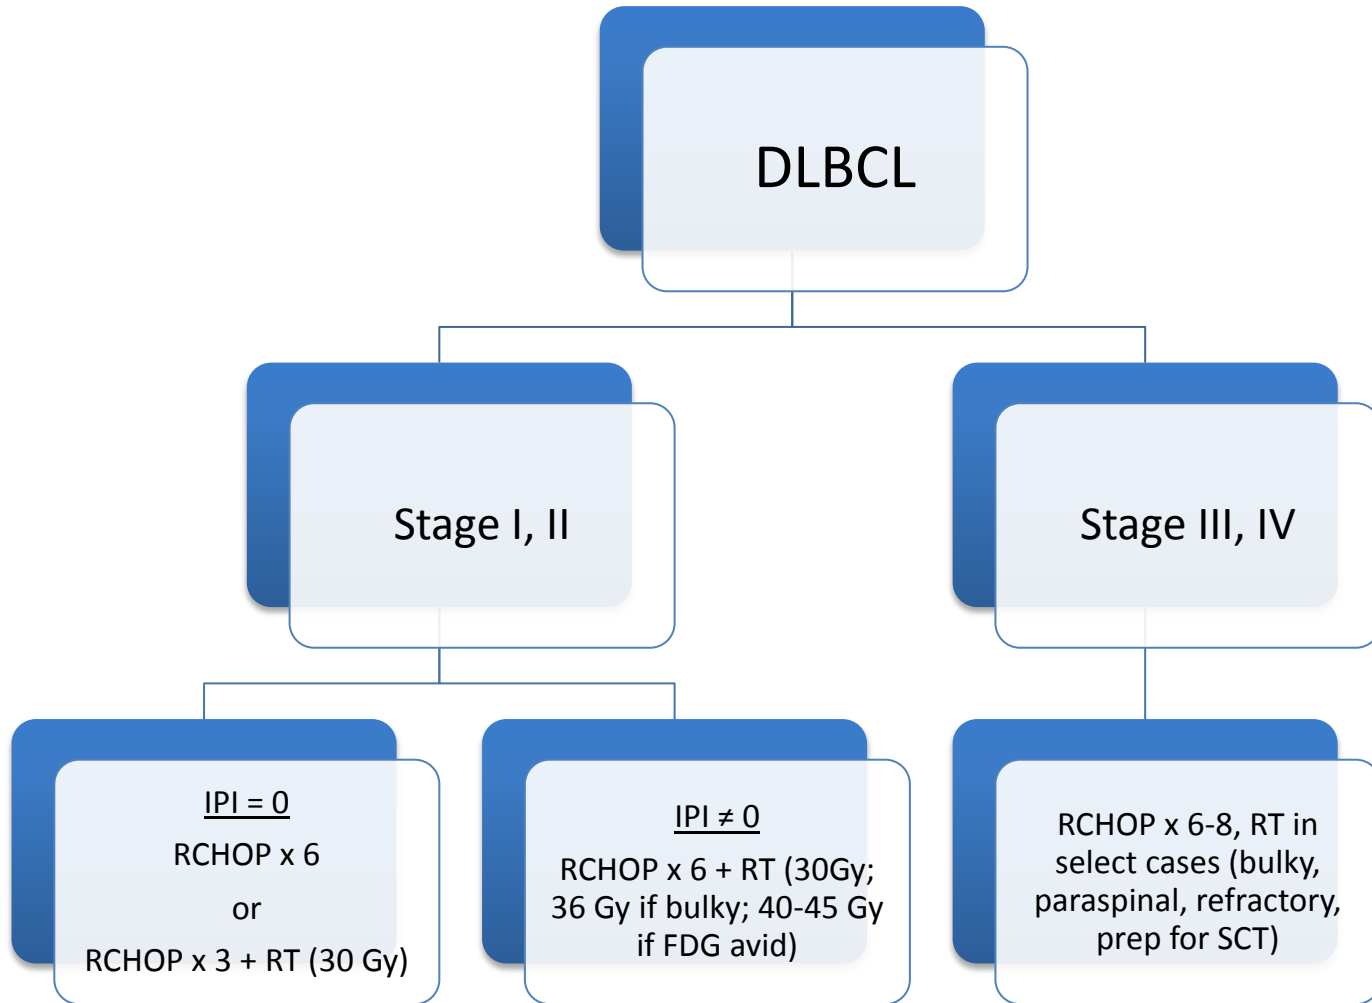 DLBCL
Stage I, II
Stage III, IV
IPI = 0
RCHOP x 6
or
RCHOP x 3 + RT (30 Gy)
IPI ≠ 0
RCHOP x 6 + RT (30Gy;
36 Gy if bulky; 40-45 Gy
if FDG avid)
RCHOP x 6-8, RT in
select cases (bulky,
paraspinal, refractory,
prep for SCT)